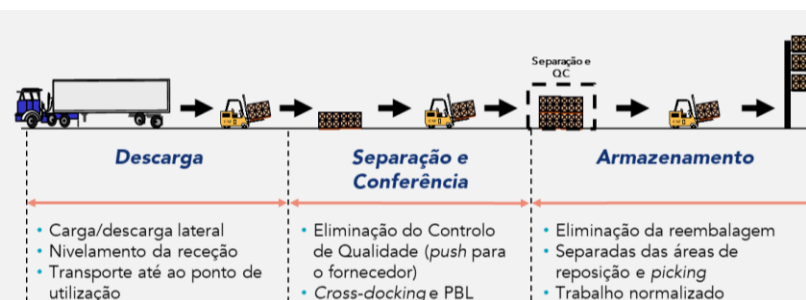 Separação e
QC
Descarga
Separação e
Conferência
Armazenamento
• Carga/descarga lateral
• Nivelamento da receção
• Transporte até ao ponto de
utilização
• Eliminação do Controlo
de Qualidade (push para
o fornecedor)
• Cross-docking e PBL
• Eliminação da reembalagem
• Separadas das áreas de
reposição e picking
• Trabalho normalizado